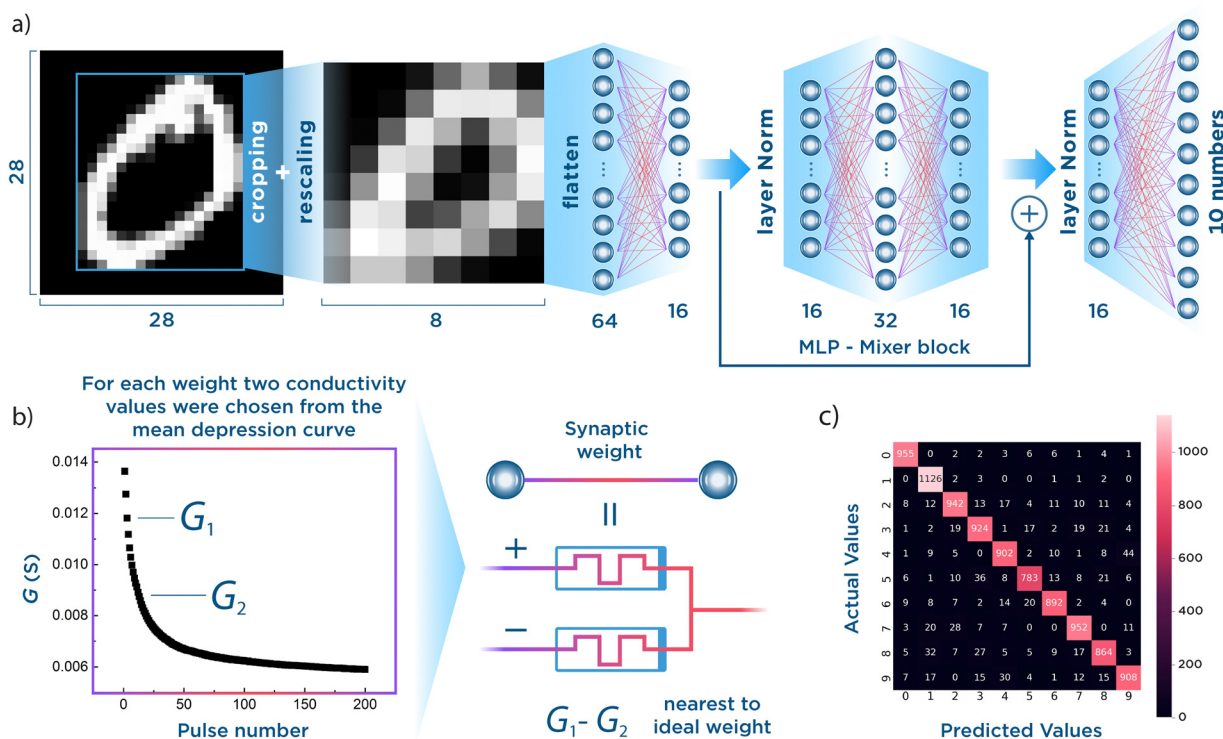 a)
28
28
cropping
+
rescaling
8
flatten
64
16
layer Norm
16
32
16
MLP - Mixer block
+
layer Norm
16
10 numbers
For each weight two conductivity
values were chosen from the
mean depression curve
b)
G (S)
0.014
0.012
0.010
0.008
0.006
G1
G2
0 50 100 150 200
Pulse number
Synaptic
weight
=
+
−
G1 - G2
nearest to
ideal weight
c)
Actual Values
0 955 0 2 2 3 6 6 1 4 1
1 0 1126 2 3 0 0 1 1 2 0
2 8 12 942 13 17 4 11 10 11 4
3 1 2 19 924 1 17 2 19 21 4
4 1 9 5 0 902 2 10 1 8 44
5 6 1 10 36 8 783 13 8 21 6
6 9 8 7 2 14 20 892 2 4 0
7 3 20 28 7 7 0 0 952 0 11
8 5 32 7 27 5 5 9 17 864 3
9 7 17 0 15 30 4 1 12 15 908
0 1 2 3 4 5 6 7 8 9
Predicted Values
1000
800
600
400
200
0